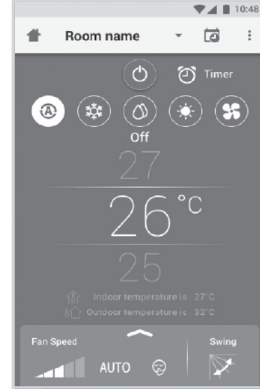 10:48
Room name
Timer
A
Off
27
26°C
25
Indoor temperature is 27°C
Outdoor temperature is 32°C
Fan Speed
Swing
AUTO